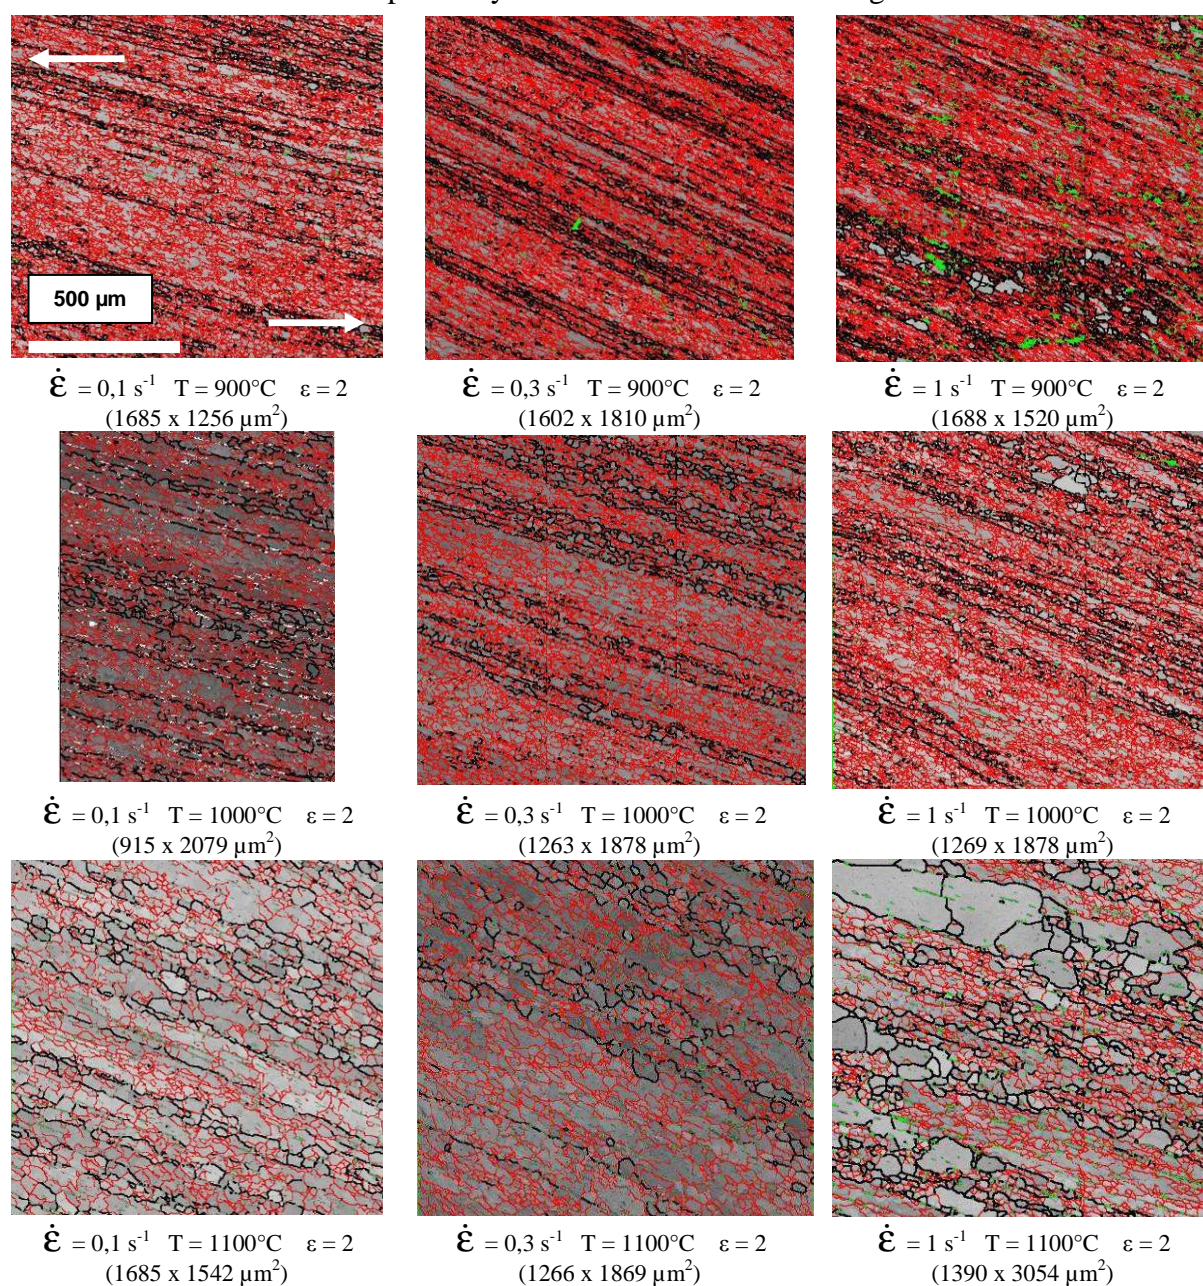 500 µm
ε̇ = 0,1 s⁻¹ T = 900°C ε = 2
(1685 x 1256 µm²)
ε̇ = 0,3 s⁻¹ T = 900°C ε = 2
(1602 x 1810 µm²)
ε̇ = 1 s⁻¹ T = 900°C ε = 2
(1688 x 1520 µm²)
ε̇ = 0,1 s⁻¹ T = 1000°C ε = 2
(915 x 2079 µm²)
ε̇ = 0,3 s⁻¹ T = 1000°C ε = 2
(1263 x 1878 µm²)
ε̇ = 1 s⁻¹ T = 1000°C ε = 2
(1269 x 1878 µm²)
ε̇ = 0,1 s⁻¹ T = 1100°C ε = 2
(1685 x 1542 µm²)
ε̇ = 0,3 s⁻¹ T = 1100°C ε = 2
(1266 x 1869 µm²)
ε̇ = 1 s⁻¹ T = 1100°C ε = 2
(1390 x 3054 µm²)